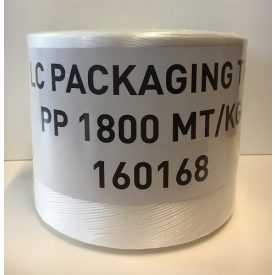 LC PACKAGING T
PP 1800 MT/KG
160168